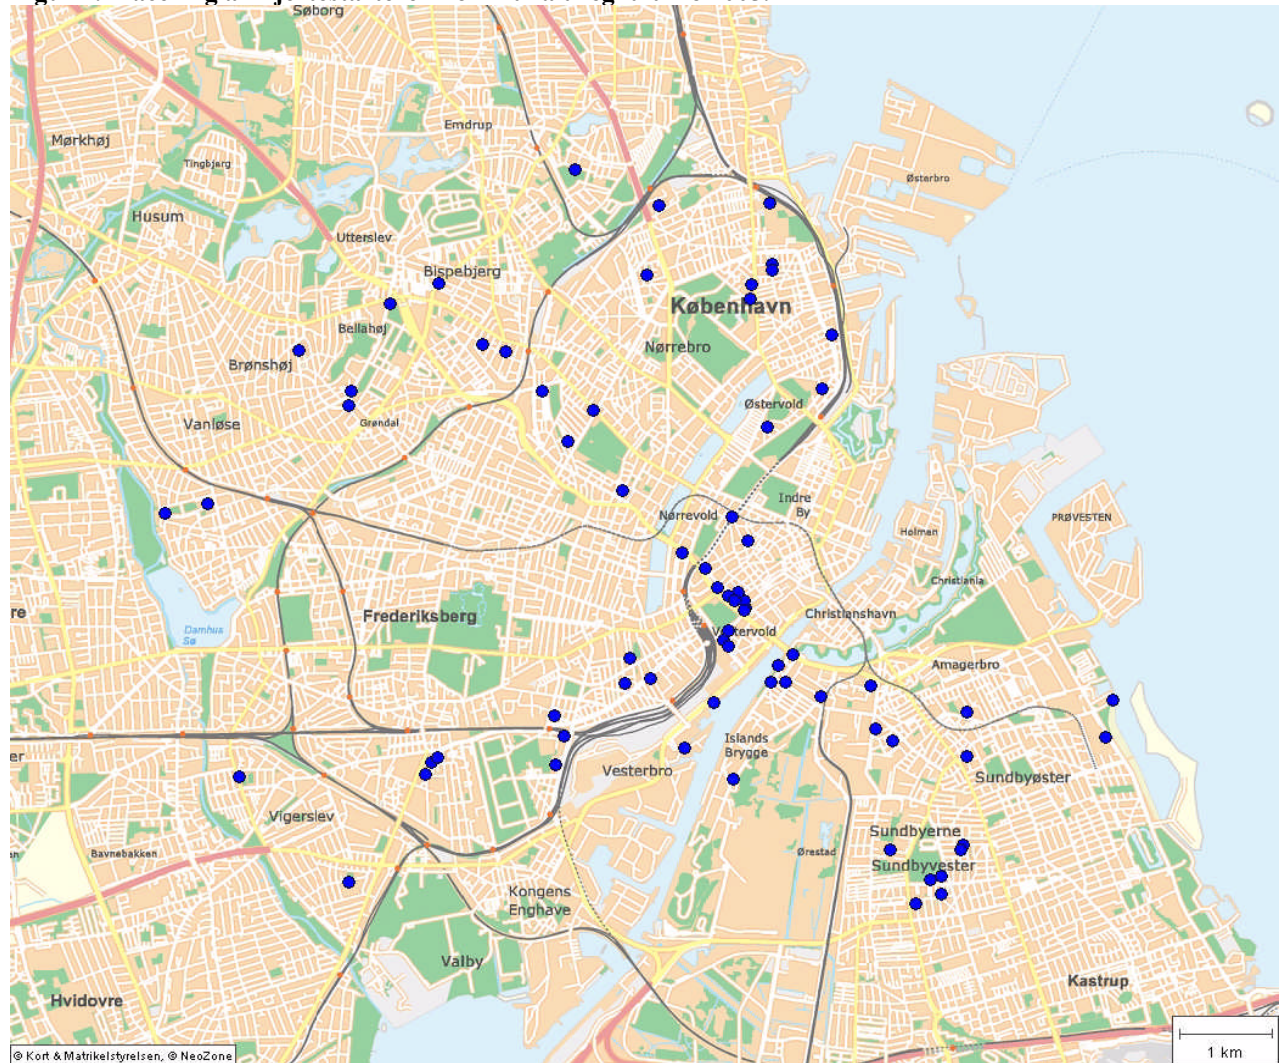 Søborg
Mørkhøj
Emdrup
Tingbjerg
Østerbro
Husum
Utterslev
Bispebjerg
København
Bellahøj
Nørrebro
Brønshøj
Østervold
Vanløse
Grøndal
Indre
By
Nørrevold
Holmen
PRØVESTEN
Christiania
re
Frederiksberg
Christianshavn
Damhus
Sø
Amagerbro
Islands
Brygge
er
Vesterbro
Sundbyøster
Vigerslev
Sundbyerne
Bavnebakken
Ørestad
Sundbyvester
Kongens
Enghave
Valby
Kastrup
Hvidovre
1 km
© Kort & Matrikelstyrelsen, © NeoZone